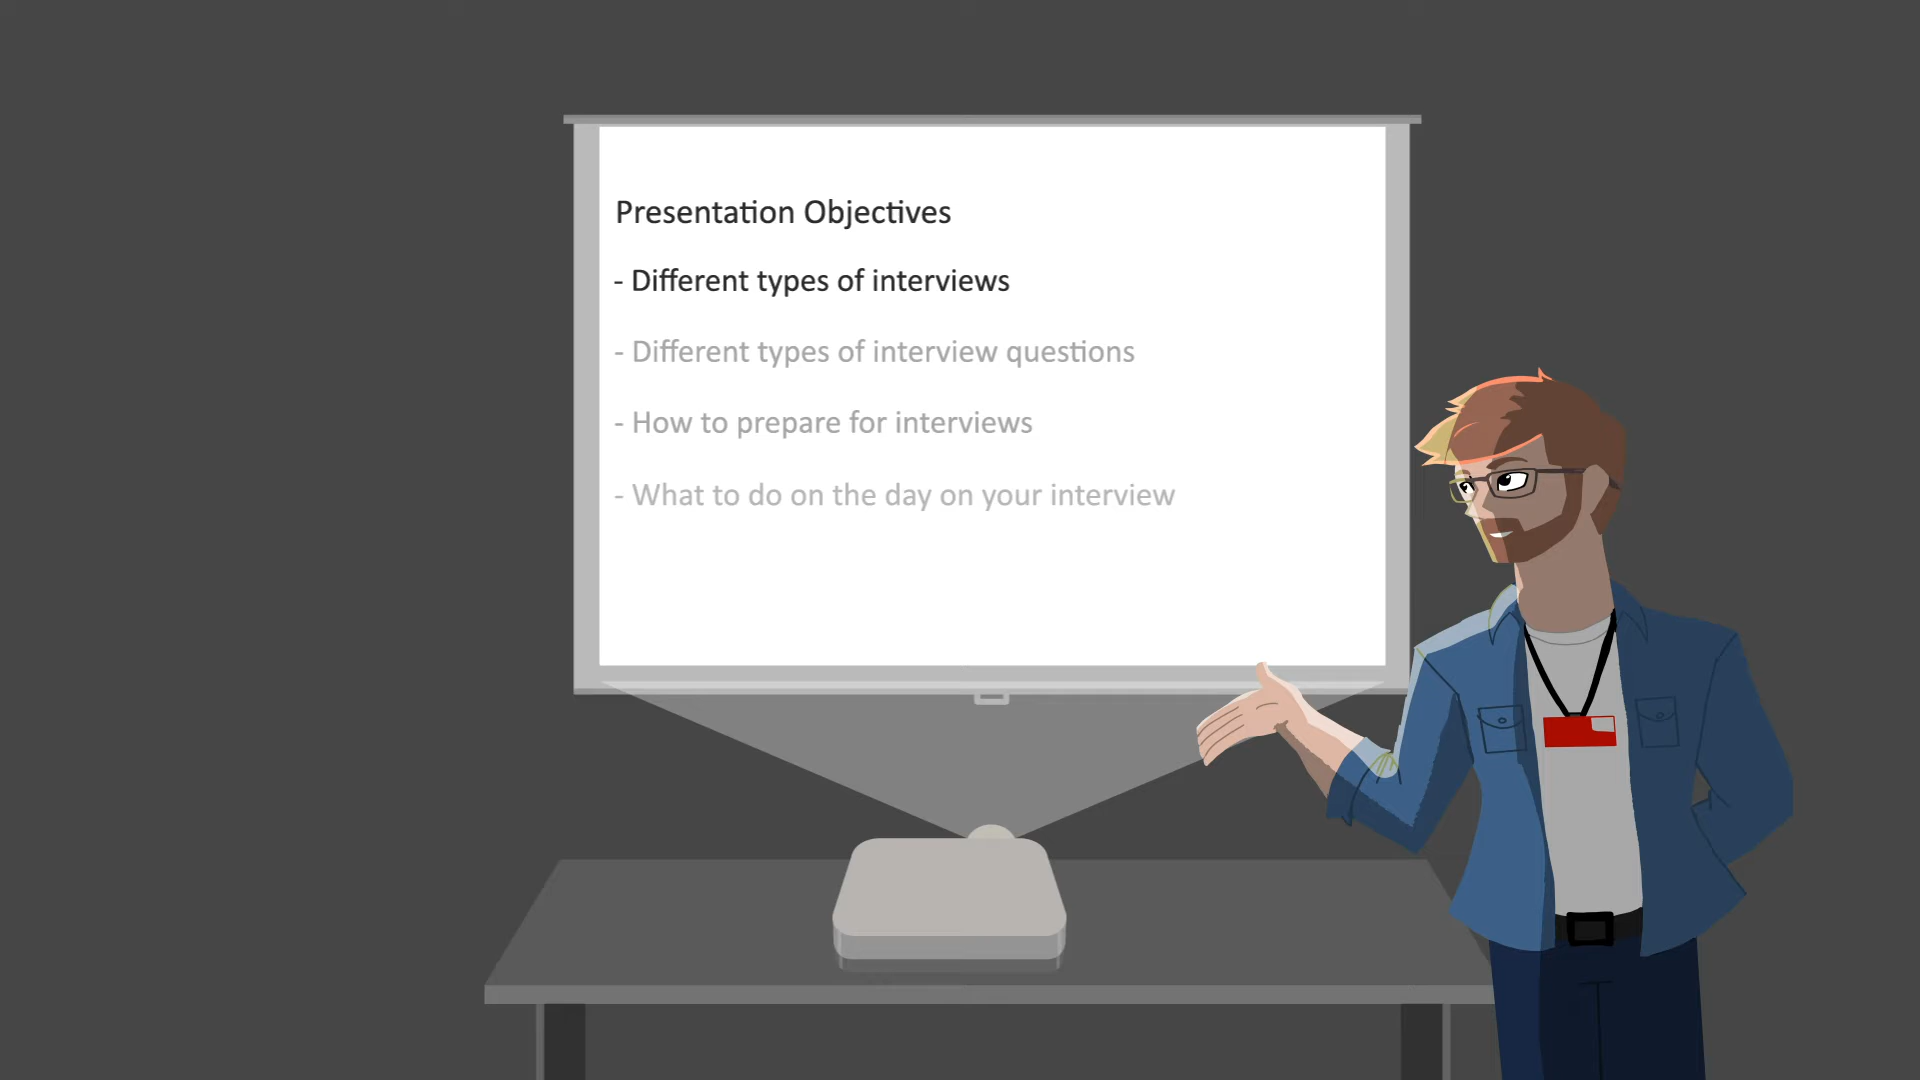 Presentation Objectives
- Different types of interviews
- Different types of interview questions
- How to prepare for interviews
- What to do on the day on your interview